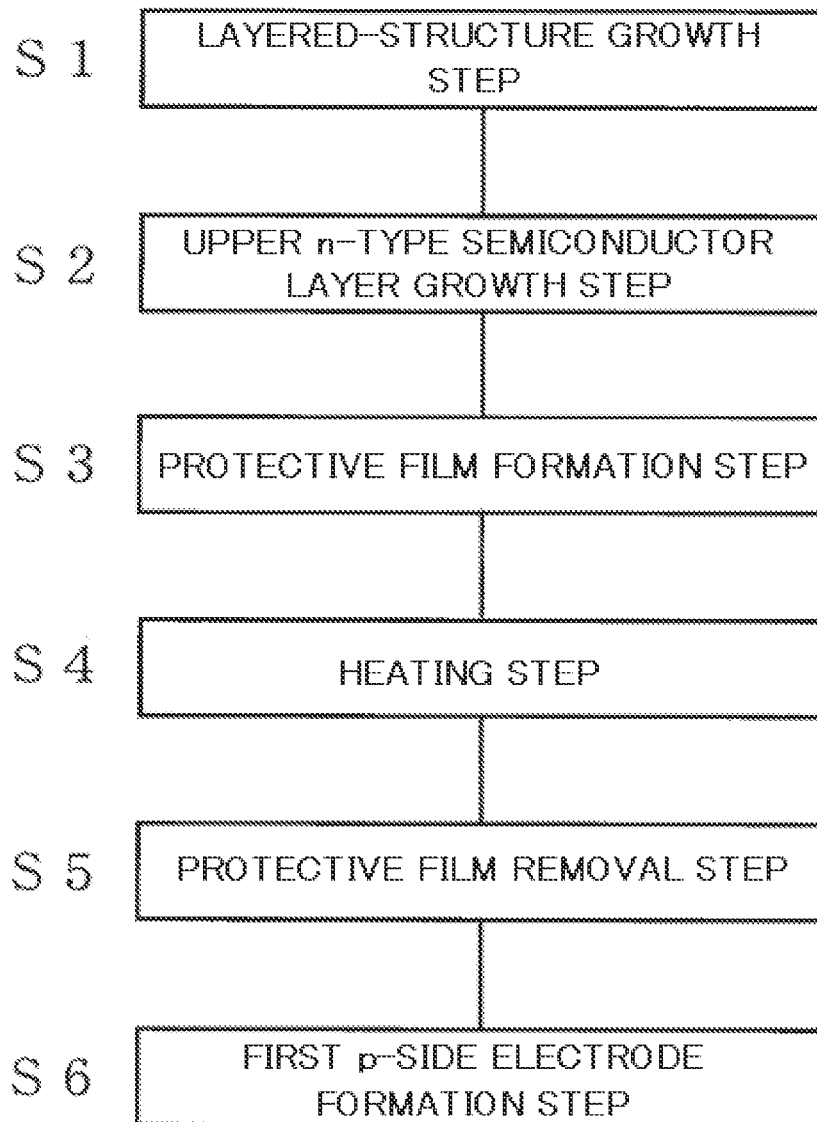 S 1
LAYERED-STRUCTURE GROWTH
STEP
S 2
UPPER n-TYPE SEMICONDUCTOR
LAYER GROWTH STEP
S 3
PROTECTIVE FILM FORMATION STEP
S 4
HEATING STEP
S 5
PROTECTIVE FILM REMOVAL STEP
S 6
FIRST p-SIDE ELECTRODE
FORMATION STEP